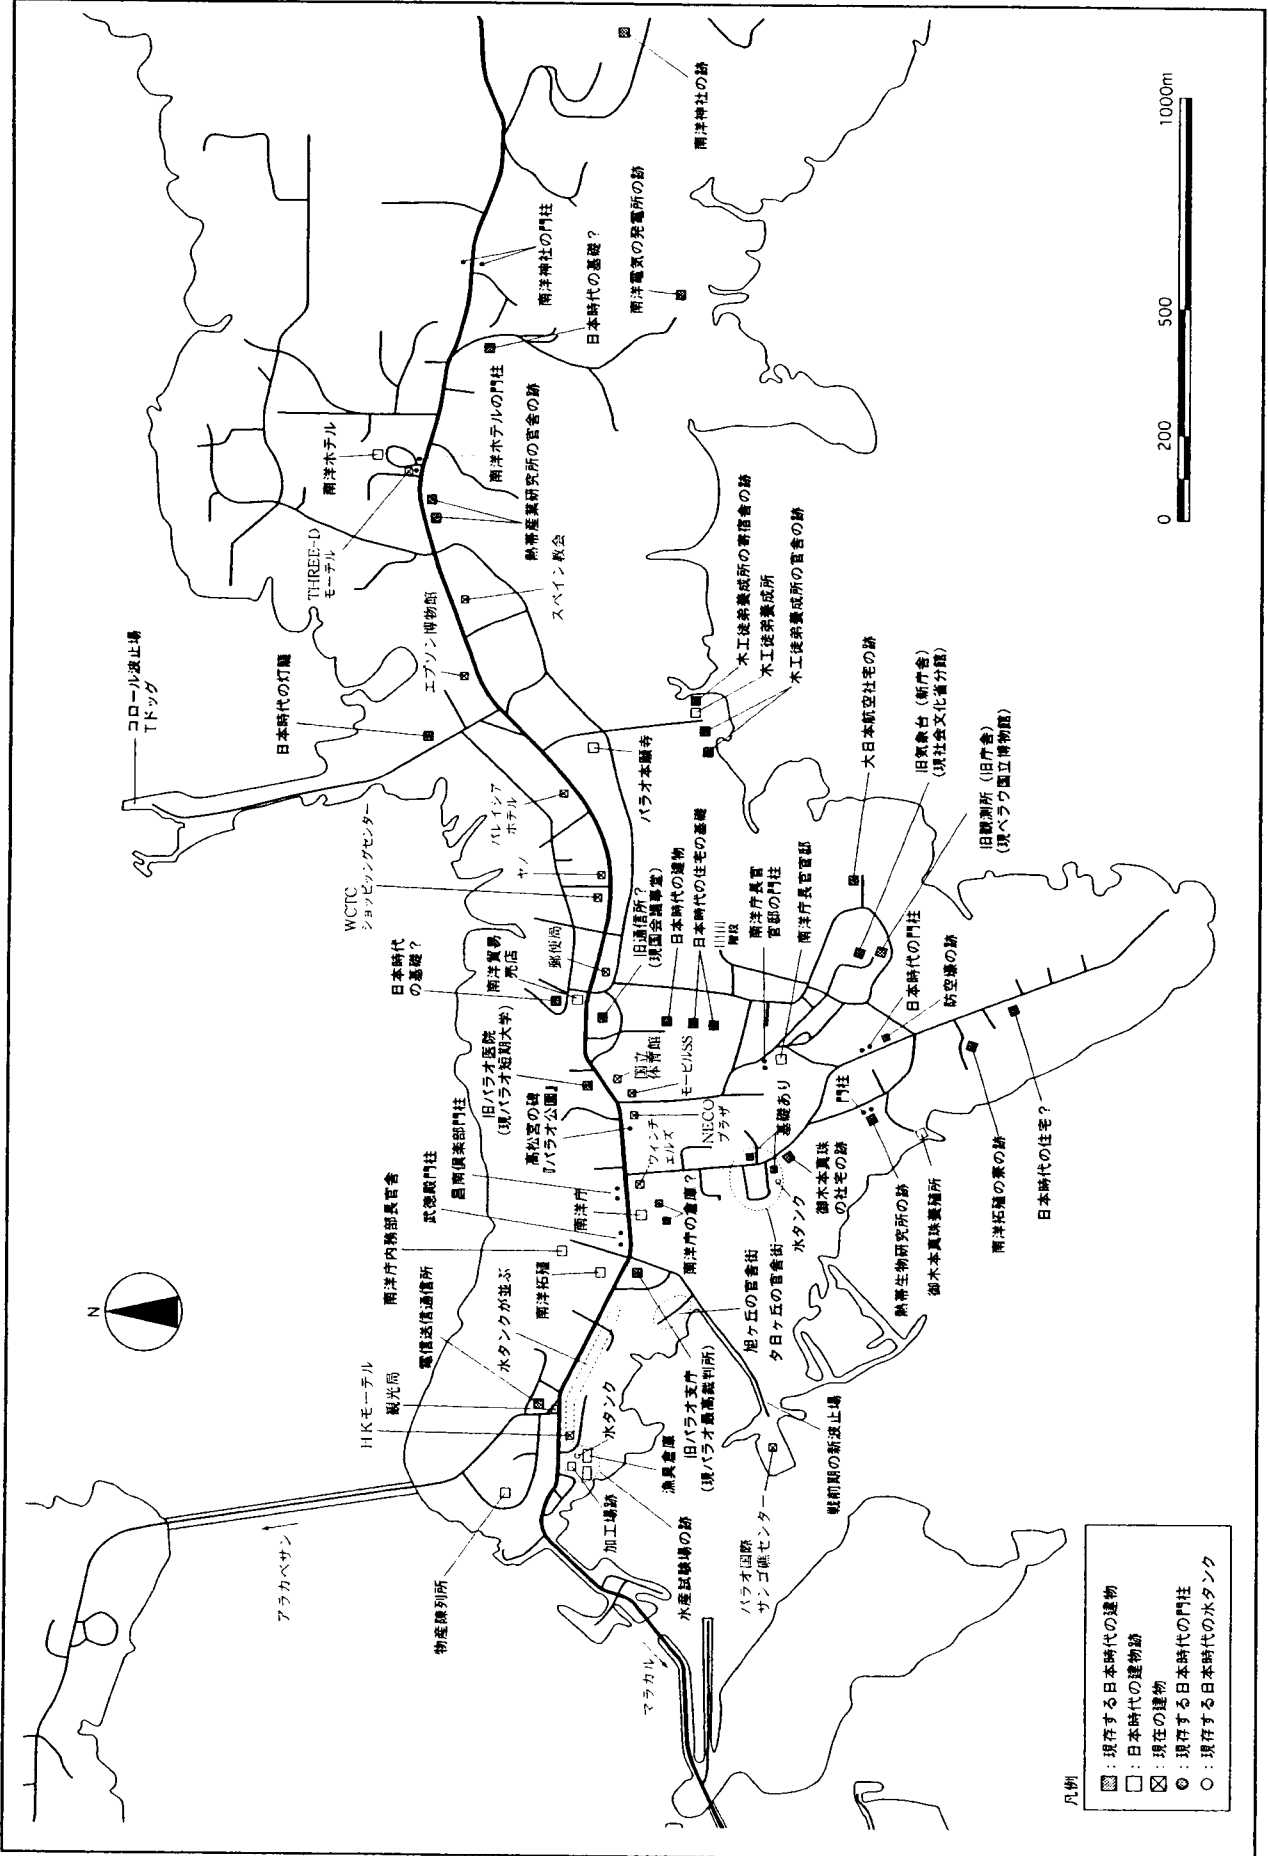 コロール波止場
Tドッグ
日本時代の灯籠
THREE-D
モーテル
南洋ホテル
エプソン博物館
南洋ホテルの門柱
熱帯産業研究所の官舎の跡
スペイン教会
南洋神社の門柱
日本時代の基礎?
南洋電気の発電所の跡
南洋神社の跡
WCTC
ショッピングセンター
パレイシア
ホテル
ヤノ
パラオ本願寺
木工徒弟養成所の寄宿舎の跡
木工徒弟養成所
木工徒弟養成所の官舎の跡
日本時代
の基礎?
南洋貿易
売店
郵便局
旧通信所?
(現国会議事堂)
日本時代の建物
日本時代の住宅の基礎
階段
南洋庁長官
官邸の門柱
南洋庁長官官邸
大日本航空社宅の跡
旧気象台(新庁舎)
(現社会文化省分館)
旧観測所(旧庁舎)
(現ベラウ国立博物館)
日本時代の門柱
防空壕の跡
旧パラオ医院
(現パラオ短期大学)
高松宮の碑
『パラオ公園』
国立
体育館
モービルSS
NECO
プラザ
ウィンチ
エルズ
基礎あり
門柱
昌南倶楽部門柱
武徳殿門柱
南洋庁内務部長官舎
電信送信通信所
水タンクが並ぶ
南洋拓殖
南洋庁
南洋庁の倉庫?
旭ヶ丘の官舎街
夕日ヶ丘の官舎街
水タンク
御木本真珠
の社宅の跡
熱帯生物研究所の跡
御木本真珠養殖所
南洋拓殖の寮の跡
日本時代の住宅?
HKモーテル
観光局
物産陳列所
加工場跡
漁具倉庫
水タンク
水産試験場の跡
旧パラオ支庁
(現パラオ最高裁判所)
パラオ国際
サンゴ礁センター
戦前期の新波止場
アラカベサン
マラカル
N
0
200
500
1000m
凡例
:現存する日本時代の建物
:日本時代の建物跡
:現在の建物
:現存する日本時代の門柱
:現存する日本時代の水タンク